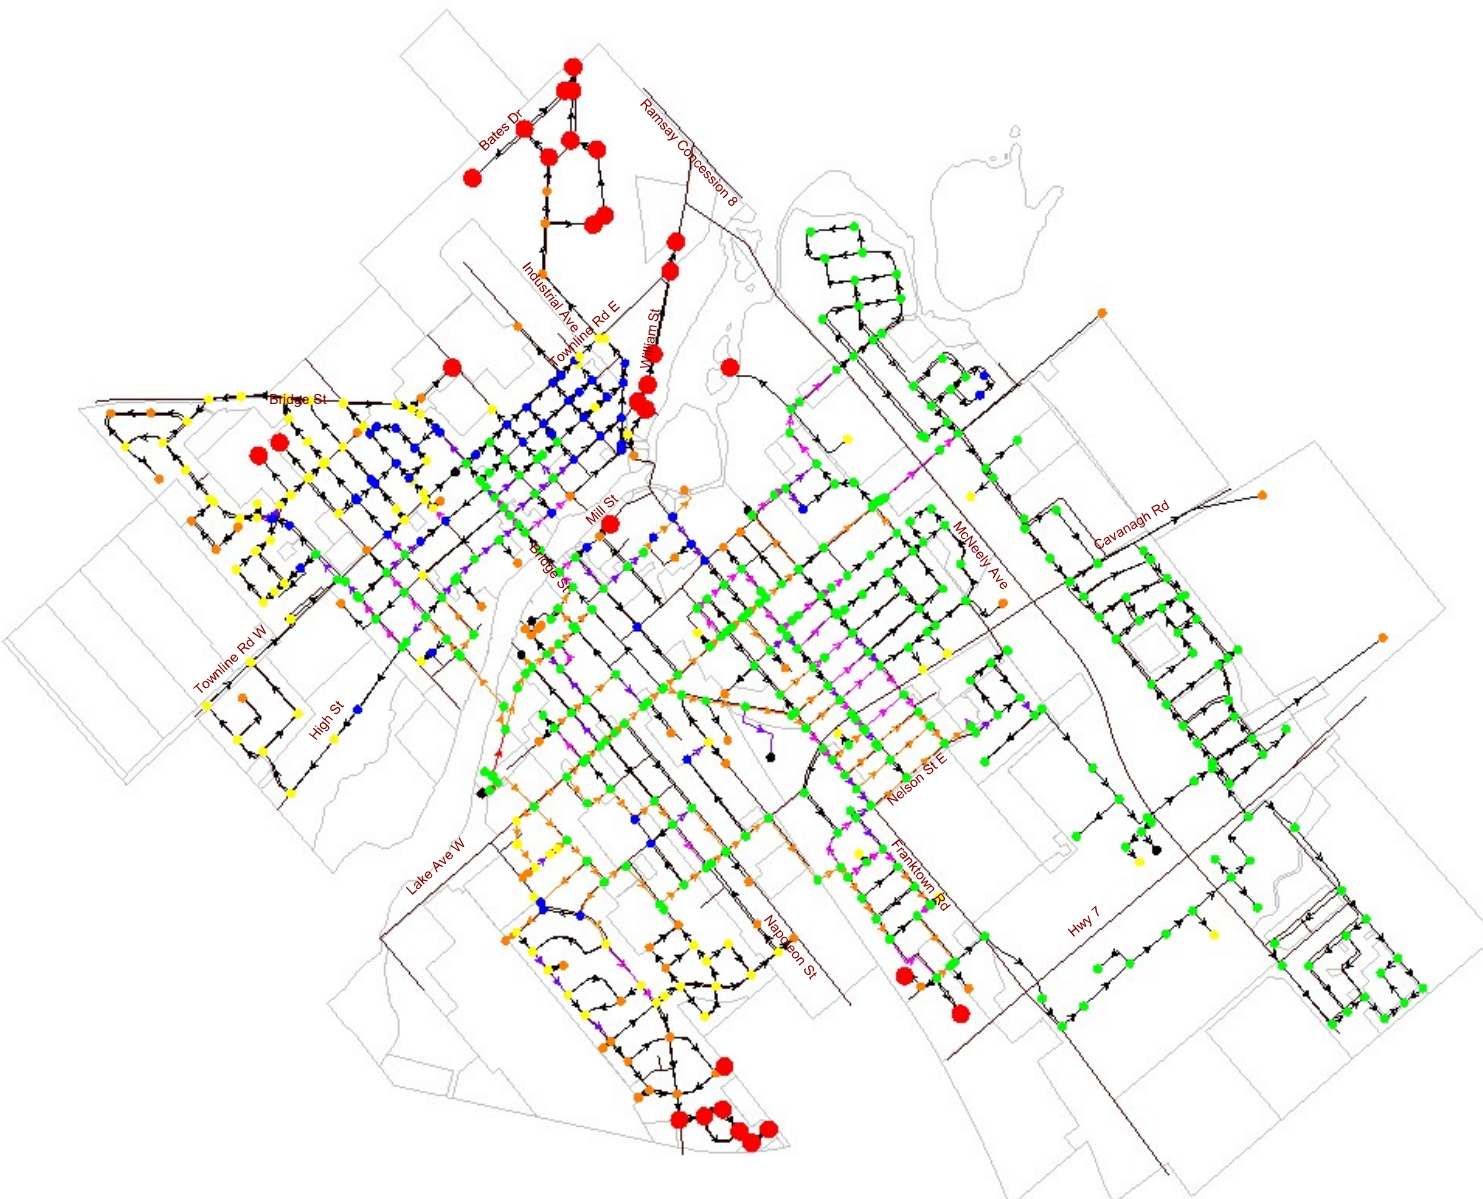 Ramsay Concession 8
Bates Dr
Industrial Ave
Townline Rd E
William St
Bridge St
Mill St
Cavanagh Rd
McNeely Ave
Bridge St
Townline Rd W
High St
Nelson St E
Lake Ave W
Franktown Rd
Hwy 7
Napoleon St